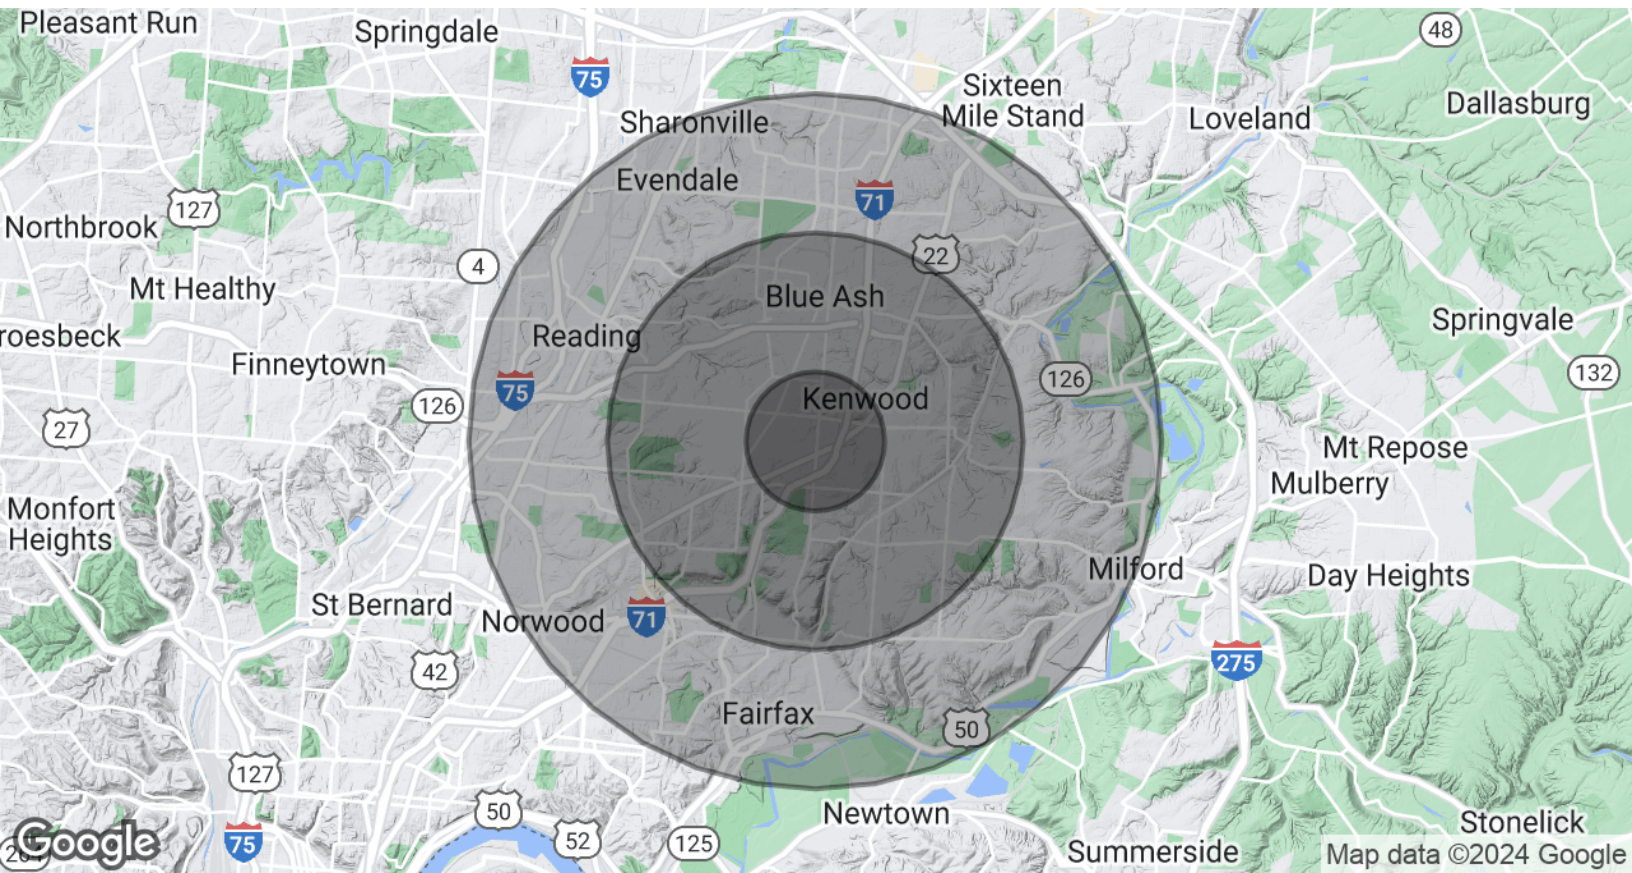 Pleasant Run
Springdale
48
75
Sixteen
Mile Stand
Dallasburg
Loveland
Sharonville
Evendale
71
127
Northbrook
22
4
Mt Healthy
Blue Ash
Springvale
roesbeck
Reading
Finneytown
132
126
75
Kenwood
126
27
Mt Repose
Mulberry
Monfort
Heights
Milford
Day Heights
St Bernard
Norwood
71
275
42
Fairfax
50
127
50
Newtown
Stonelick
52
125
75
Google
Summerside
Map data ©2024 Google